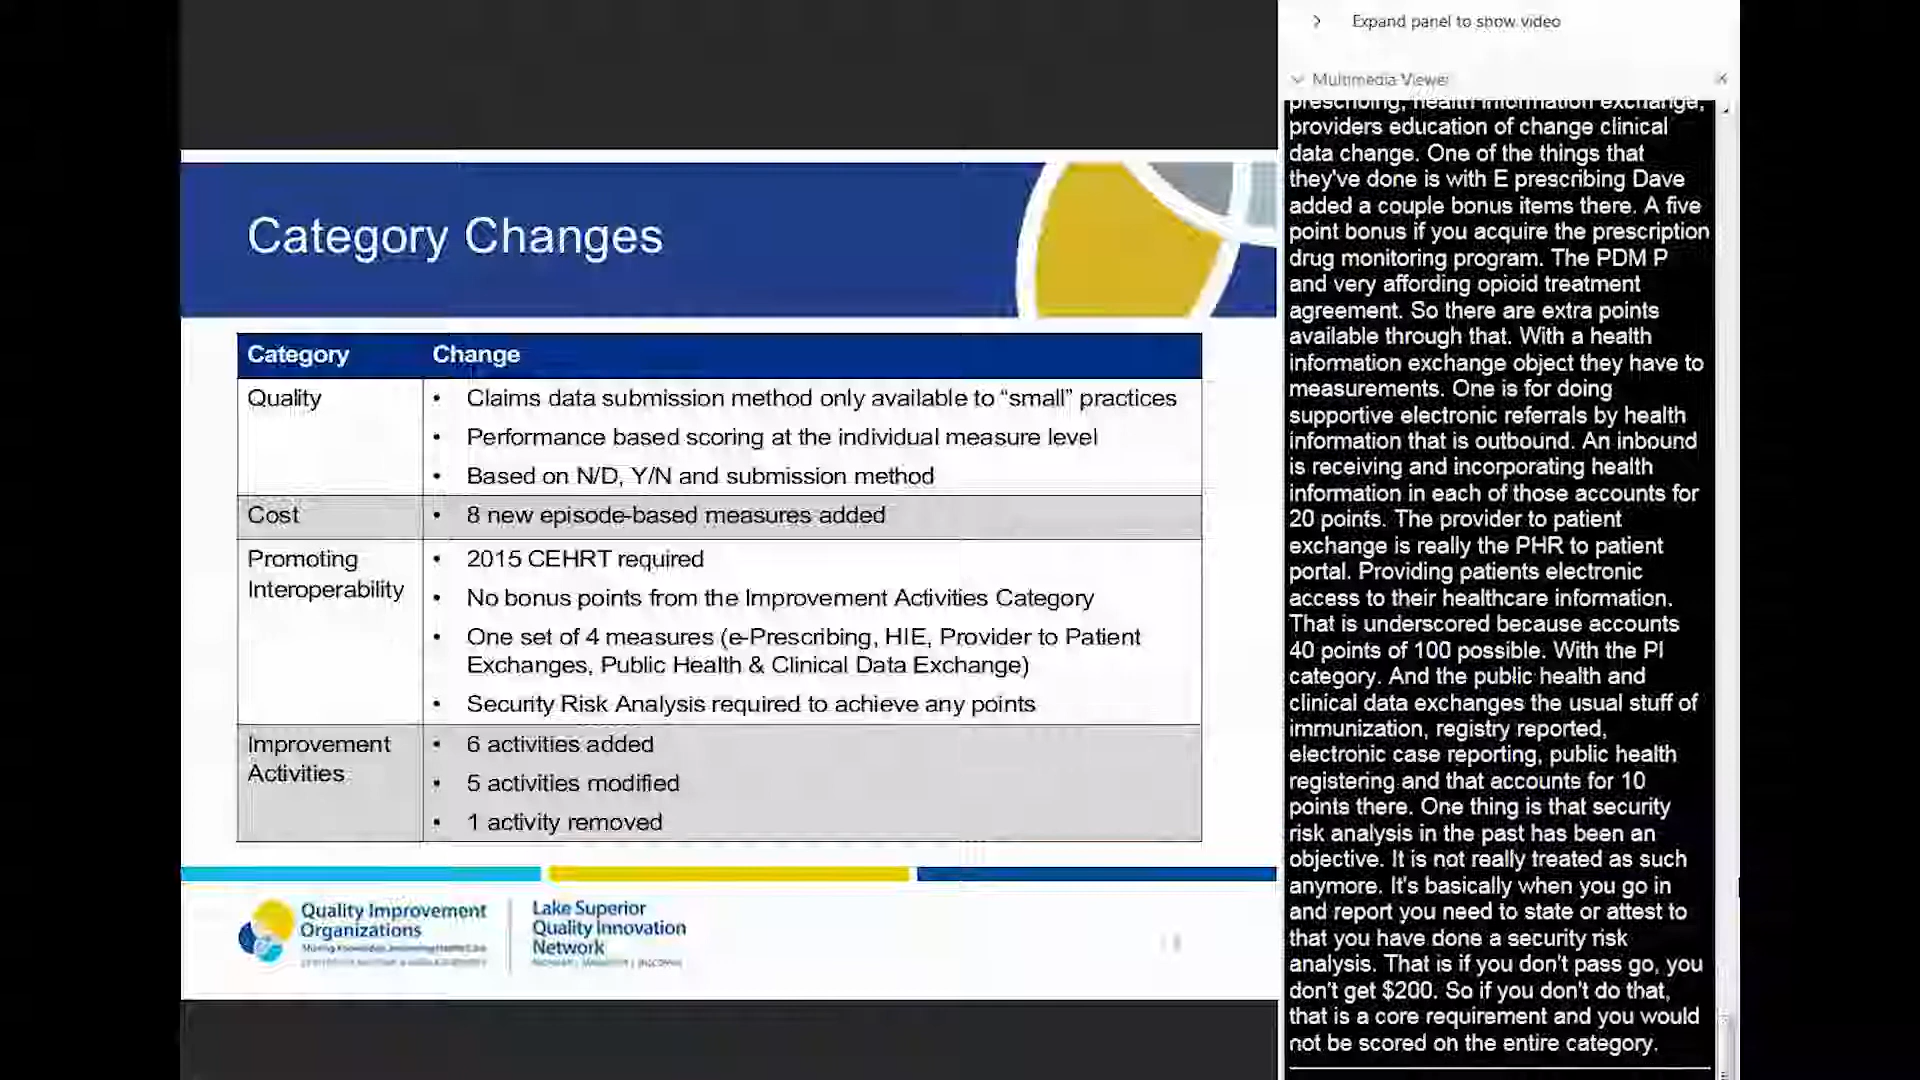 Category Changes
Category Change
Quality
• Claims data submission method only available to “small” practices
• Performance based scoring at the individual measure level
• Based on N/D, Y/N and submission method
Cost
• 8 new episode-based measures added
Promoting
Interoperability
• 2015 CEHRT required
• No bonus points from the Improvement Activities Category
• One set of 4 measures (e-Prescribing, HIE, Provider to Patient
Exchanges, Public Health & Clinical Data Exchange)
• Security Risk Analysis required to achieve any points
Improvement
Activities
• 6 activities added
• 5 activities modified
• 1 activity removed
Quality Improvement
Organizations
Lake Superior
Quality Innovation
Network
Expand panel to show video
Multimedia Viewer
prescribing, health information exchange,
providers education of change clinical
data change. One of the things that
they've done is with E prescribing Dave
added a couple bonus items there. A five
point bonus if you acquire the prescription
drug monitoring program. The PDM P
and very affording opioid treatment
agreement. So there are extra points
available through that. With a health
information exchange object they have to
measurements. One is for doing
supportive electronic referrals by health
information that is outbound. An inbound
is receiving and incorporating health
information in each of those accounts for
20 points. The provider to patient
exchange is really the PHR to patient
portal. Providing patients electronic
access to their healthcare information.
That is underscored because accounts
40 points of 100 possible. With the PI
category. And the public health and
clinical data exchanges the usual stuff of
immunization, registry reported,
electronic case reporting, public health
registering and that accounts for 10
points there. One thing is that security
risk analysis in the past has been an
objective. It is not really treated as such
anymore. It's basically when you go in
and report you need to state or attest to
that you have done a security risk
analysis. That is if you don't pass go, you
don't get $200. So if you don't do that,
that is a core requirement and you would
not be scored on the entire category.